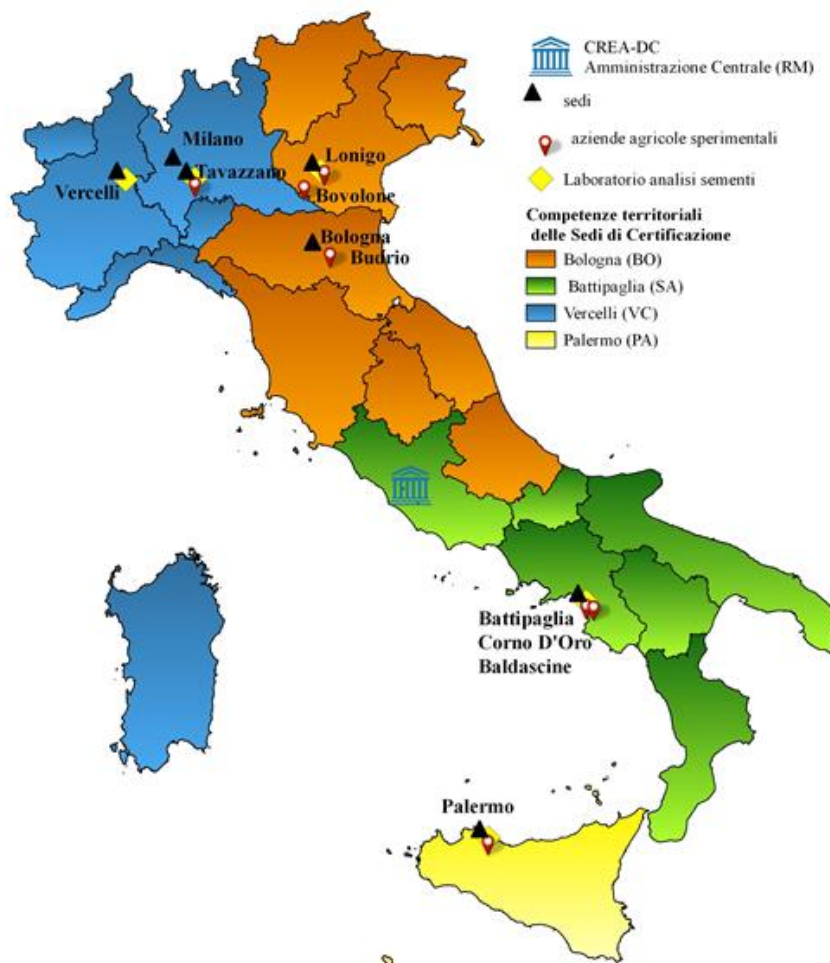 CREA-DC
Amministrazione Centrale (RM)
sedi
aziende agricole sperimentali
Laboratorio analisi sementi
Competenze territoriali
delle Sedi di Certificazione
Bologna (BO)
Battipaglia (SA)
Vercelli (VC)
Palermo (PA)
Milano
Tavazzano
Vercelli
Lonigo
Bovolone
Bologna
Budrio
Battipaglia
Corno D'Oro
Baldascine
Palermo